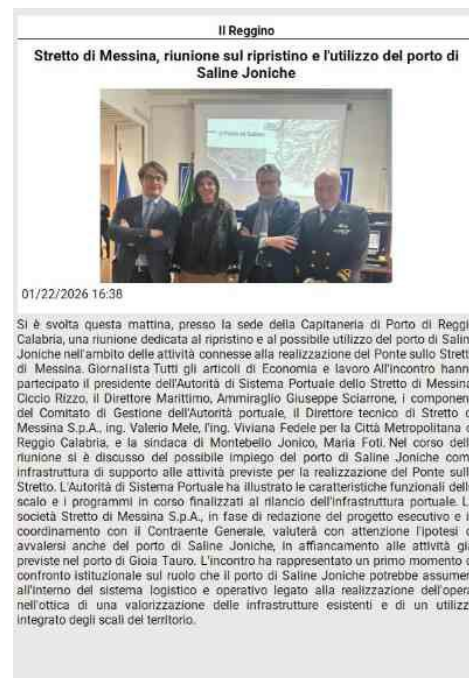 Il Reggino
Stretto di Messina, riunione sul ripristino e l'utilizzo del porto di
Saline Joniche
01/22/2026 16:38
Si è svolta questa mattina, presso la sede della Capitaneria di Porto di Reggi
Calabria, una riunione dedicata al ripristino e al possibile utilizzo del porto di Salin
Joniche nell'ambito delle attività connesse alla realizzazione del Ponte sullo Strett
di Messina. Giornalista Tutti gli articoli di Economia e lavoro All'incontro hann
partecipato il presidente dell'Autorità di Sistema Portuale dello Stretto di Messina
Ciccio Rizzo, il Direttore Marittimo, Ammiraglio Giuseppe Sciarrone, i componen
del Comitato di Gestione dell'Autorità portuale, il Direttore tecnico di Stretto d
Messina S.p.A., ing. Valerio Mele, l'ing. Viviana Fedele per la Città Metropolitana d
Reggio Calabria, e la sindaca di Montebello Jonico, Maria Foti. Nel corso dell
riunione si è discusso del possibile impiego del porto di Saline Joniche com
infrastruttura di supporto alle attività previste per la realizzazione del Ponte sull
Stretto. L'Autorità di Sistema Portuale ha illustrato le caratteristiche funzionali dell
scalo e i programmi in corso finalizzati al rilancio dell'infrastruttura portuale. L
società Stretto di Messina S.p.A., in fase di redazione del progetto esecutivo e i
coordinamento con il Contraente Generale, valuterà con attenzione l'ipotesi d
avvalersi anche del porto di Saline Joniche, in affiancamento alle attività gi
previste nel porto di Gioia Tauro. L'incontro ha rappresentato un primo momento d
confronto istituzionale sul ruolo che il porto di Saline Joniche potrebbe assumer
all'interno del sistema logistico e operativo legato alla realizzazione dell'opera
nell'ottica di una valorizzazione delle infrastrutture esistenti e di un utilizz
integrato degli scali del territorio.